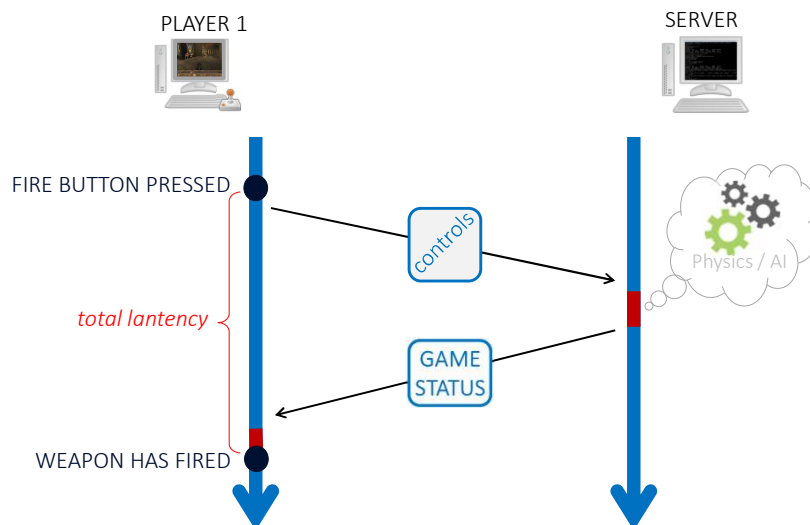 PLAYER 1
SERVER
FIRE BUTTON PRESSED
controls
Physics / AI
total lantency
GAME
STATUS
WEAPON HAS FIRED